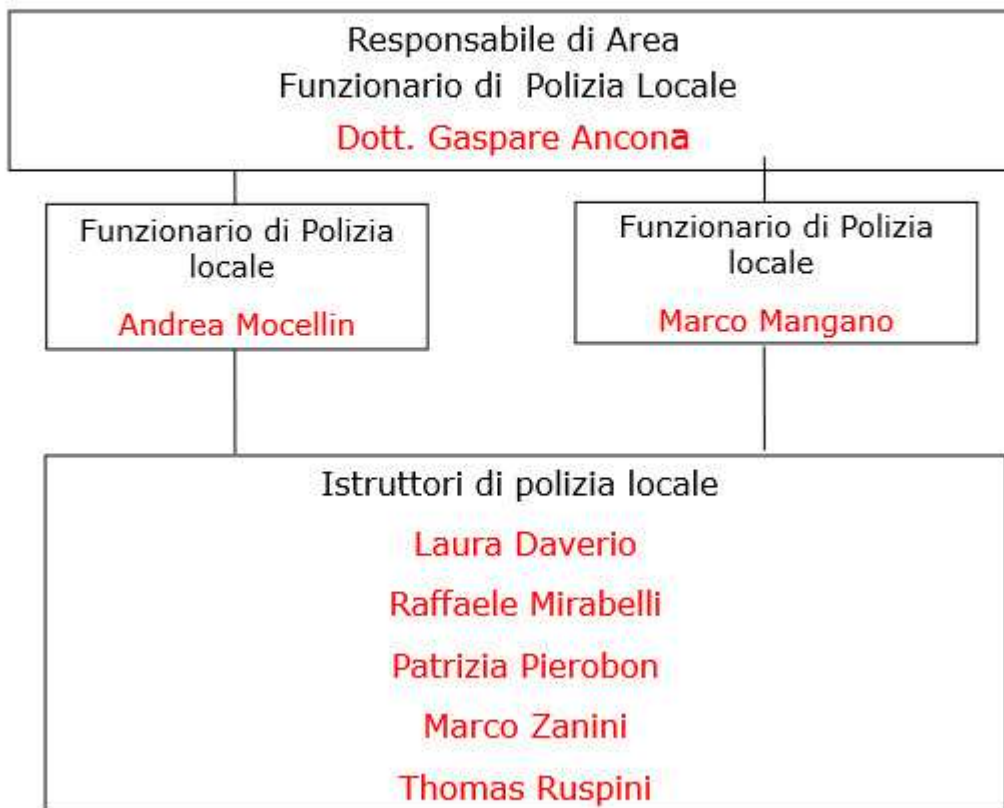 Responsabile di Area
Funzionario di Polizia Locale
Dott. Gaspare Ancona
Funzionario di Polizia
locale
Andrea Mocellin
Funzionario di Polizia
locale
Marco Mangano
Istruttori di polizia locale
Laura Daverio
Raffaele Mirabelli
Patrizia Pierobon
Marco Zanini
Thomas Ruspini